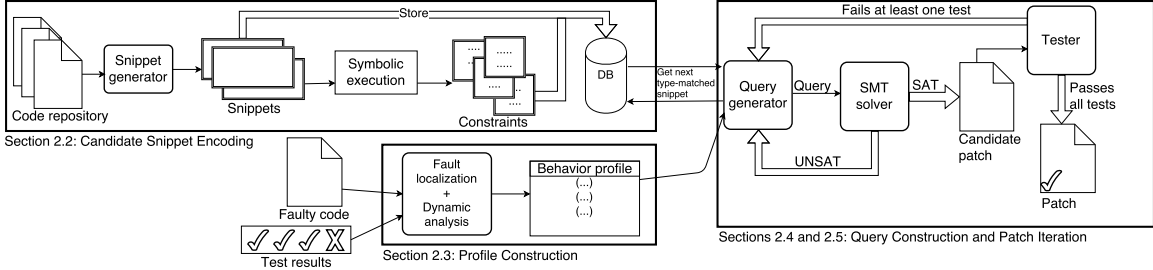 Store
Snippet
generator
Symbolic
execution
Code repository
Snippets
....
.....
.....
....
....
Constraints
DB
Section 2.2: Candidate Snippet Encoding
Get next
type-matched
snippet
Faulty code
Test results
Fault
localization
+
Dynamic
analysis
Behavior profile
(...)
(...)
(...)
Section 2.3: Profile Construction
Fails at least one test
Query
generator
Query
SMT
solver
SAT
UNSAT
Tester
Candidate
patch
Passes
all tests
Patch
Sections 2.4 and 2.5: Query Construction and Patch Iteration